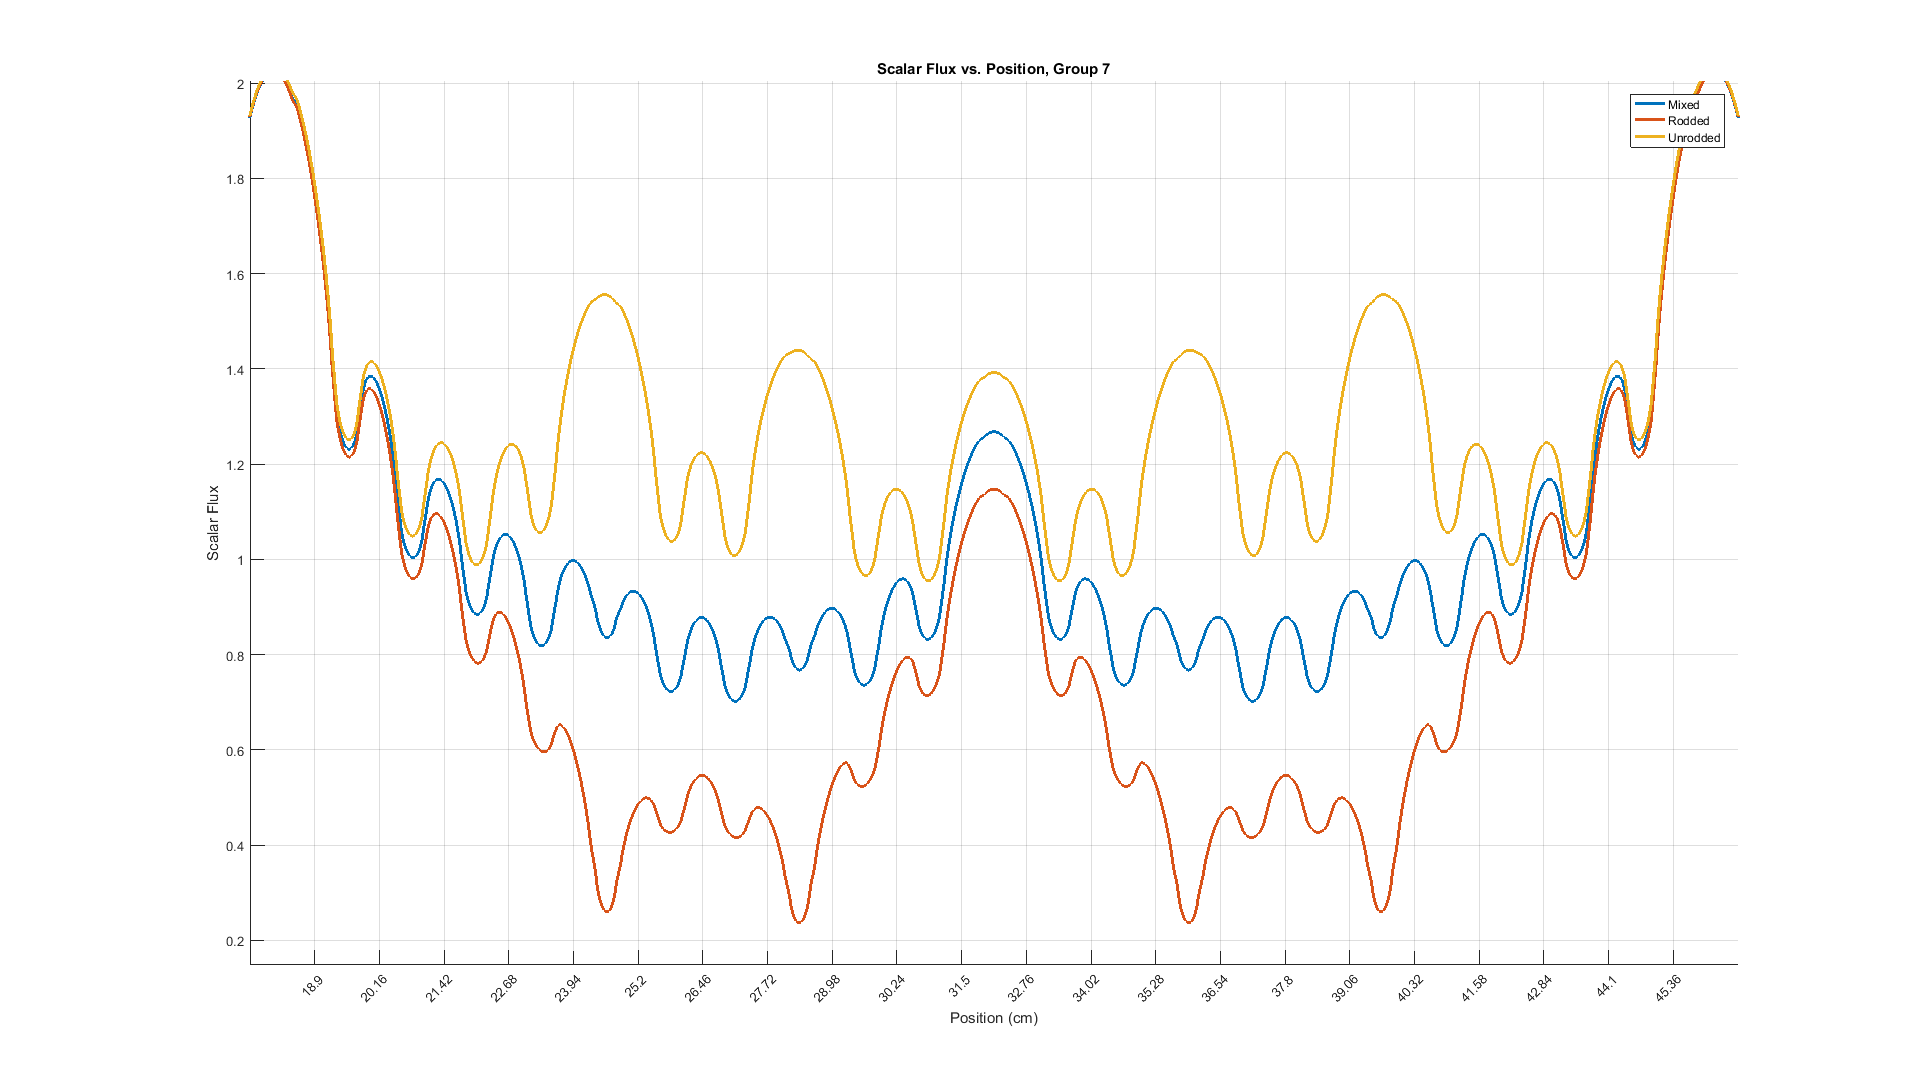 Scalar Flux vs. Position, Group 7
Mixed
Rodded
Unrodded
Scalar Flux
2
1.8
1.6
1.4
1.2
1
0.8
0.6
0.4
0.2
18.9 20.16 21.42 22.68 23.94 25.2 26.46 27.72 28.98 30.24 31.5 32.76 34.02 35.28 36.54 37.8 39.06 40.32 41.58 42.84 44.1 45.36
Position (cm)